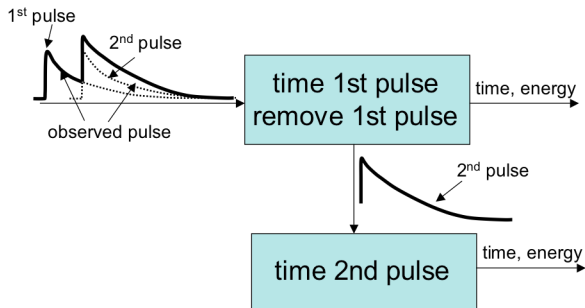 1st pulse
2nd pulse
observed pulse
time 1st pulse
remove 1st pulse
time, energy
2nd pulse
time 2nd pulse
time, energy